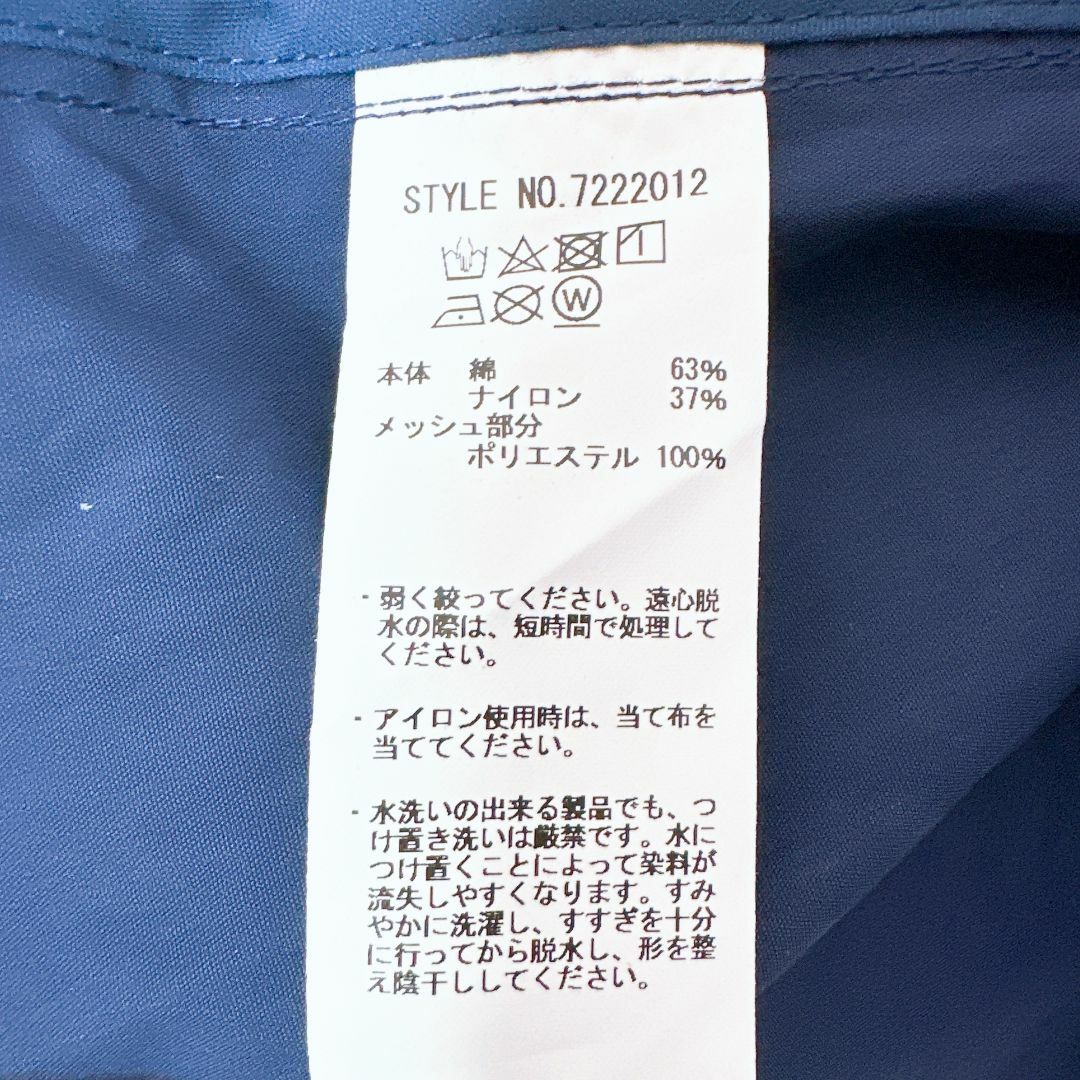 STYLE NO.7222012
W
本体 綿 63%
ナイロン 37%
メッシュ部分
ポリエステル 100%
・弱く絞ってください。遠心脱
水の際は、短時間で処理して
ください。
・アイロン使用時は、当て布を
当ててください。
・水洗いの出来る製品でも、つ
け置き洗いは厳禁です。水に
つけ置くことによって染料が
流失しやすくなります。すみ
やかに洗濯し、すすぎを十分
に行ってから脱水し、形を整
え陰干ししてください。